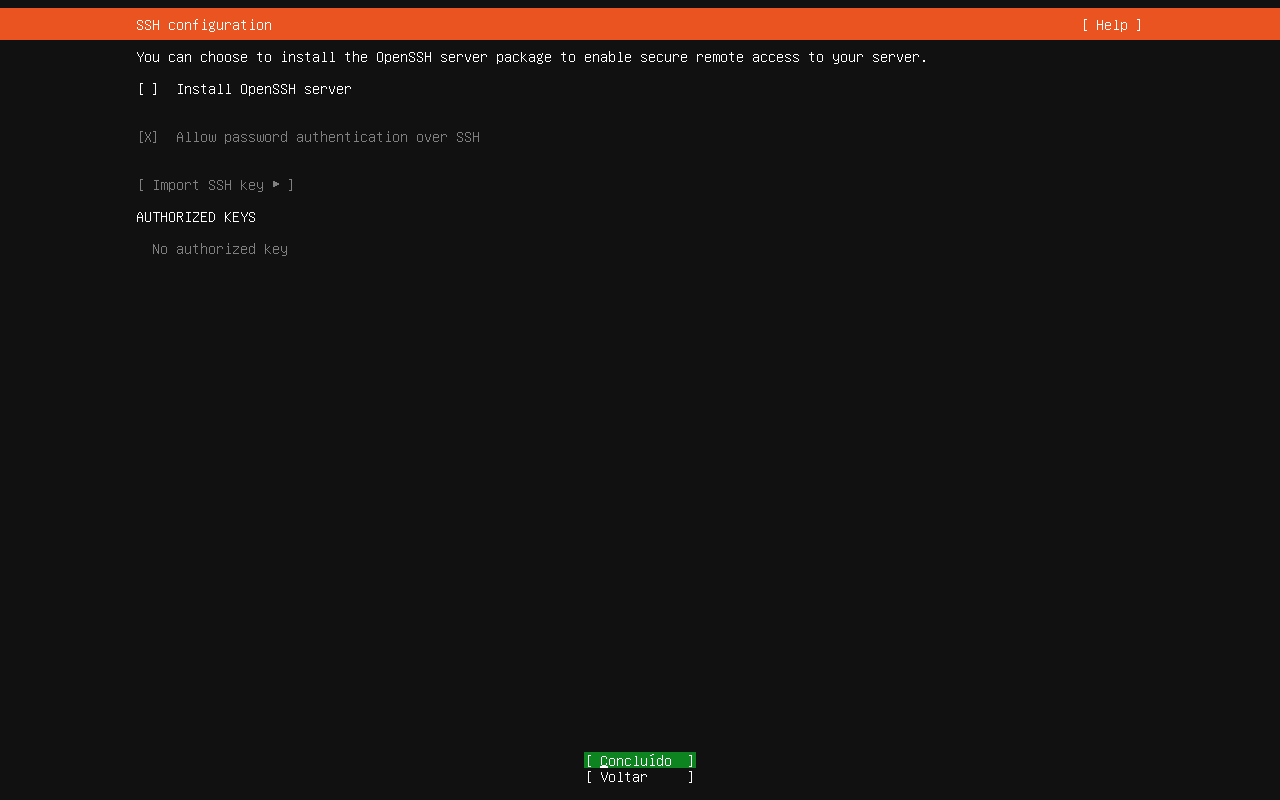 SSH configuration [ Help ]
You can choose to install the OpenSSH server package to enable secure remote access to your server.
[ ] Install OpenSSH server
[X] Allow password authentication over SSH
[ Import SSH key ▸ ]
AUTHORIZED KEYS
No authorized key
[ Concluído ]
[ Voltar ]